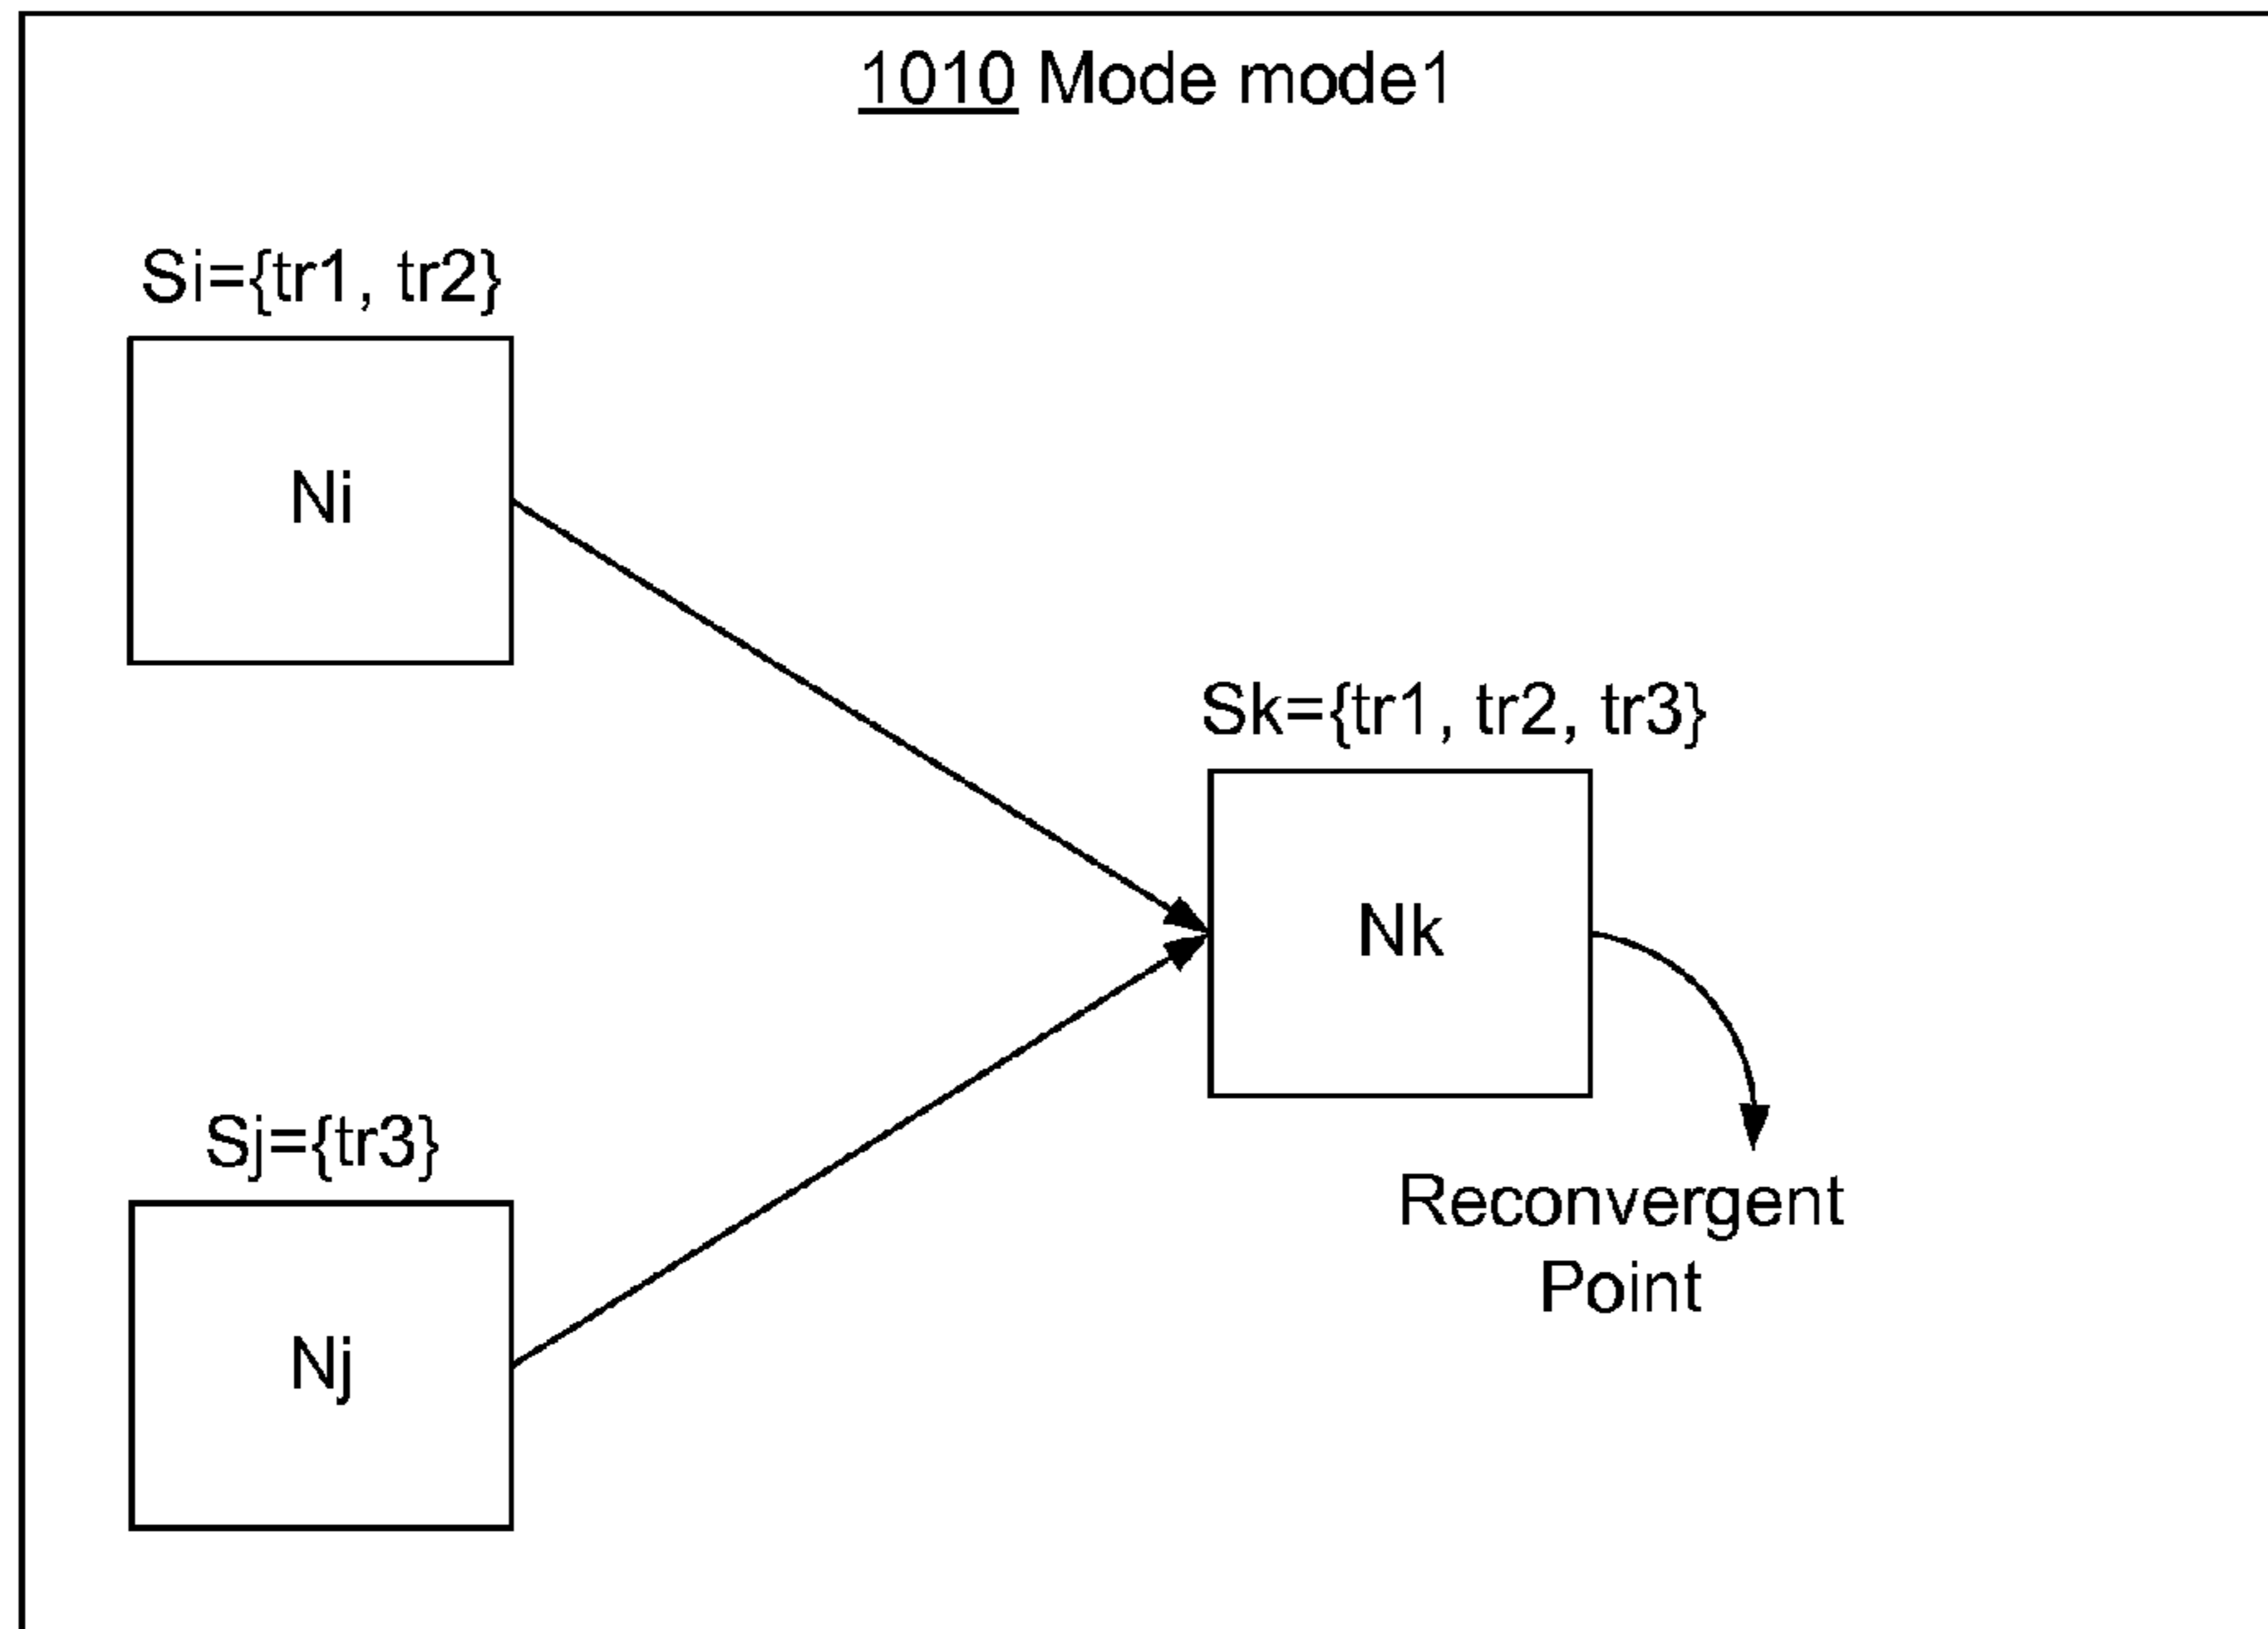 1010 Mode mode1
Si={tr1, tr2}
Ni
Sk={tr1, tr2, tr3}
Nk
Sj={tr3}
Reconvergent
Point
Nj